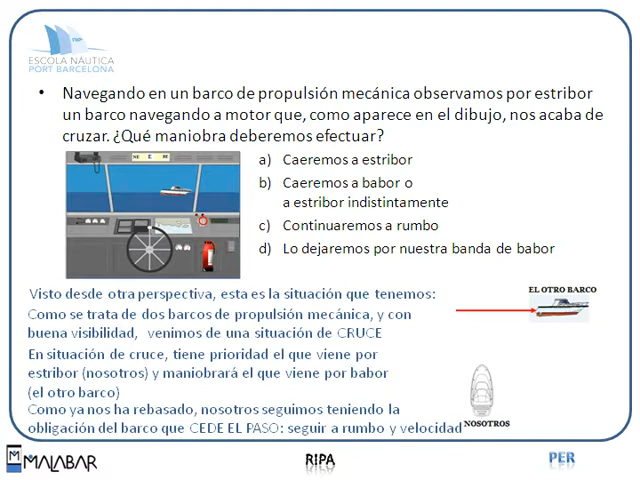 ESCOLA NÁUTICA
PORT BARCELONA
• Navegando en un barco de propulsión mecánica observamos por estribor
un barco navegando a motor que, como aparece en el dibujo, nos acaba de
cruzar. ¿Qué maniobra deberemos efectuar?
a) Caeremos a estribor
b) Caeremos a babor o
a estribor indistintamente
c) Continuaremos a rumbo
d) Lo dejaremos por nuestra banda de babor
Visto desde otra perspectiva, esta es la situación que tenemos:
EL OTRO BARCO
Como se trata de dos barcos de propulsión mecánica, y con
buena visibilidad, venimos de una situación de CRUCE
En situación de cruce, tiene prioridad el que viene por
estribor (nosotros) y maniobrará el que viene por babor
(el otro barco)
Como ya nos ha rebasado, nosotros seguimos teniendo la
obligación del barco que CEDE EL PASO: seguir a rumbo y velocidad
NOSOTROS
MALABAR
RIPA
PER